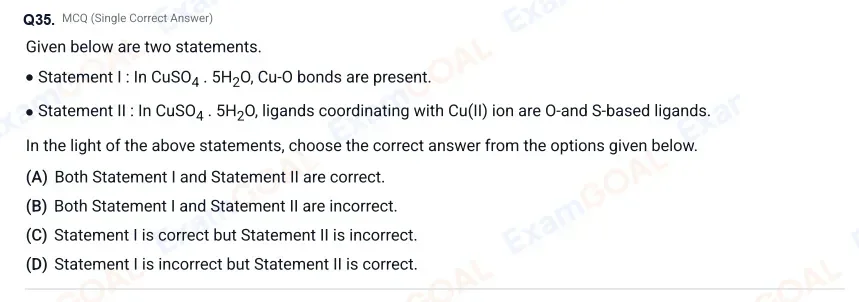 Q35. MCQ (Single Correct Answer)
Given below are two statements.
• Statement I : In CuSO4 . 5H2O, Cu-O bonds are present.
• Statement II : In CuSO4 . 5H2O, ligands coordinating with Cu(II) ion are O-and S-based ligands.
In the light of the above statements, choose the correct answer from the options given below.
(A) Both Statement I and Statement II are correct.
(B) Both Statement I and Statement II are incorrect.
(C) Statement I is correct but Statement II is incorrect.
(D) Statement I is incorrect but Statement II is correct.
ExamGOAL